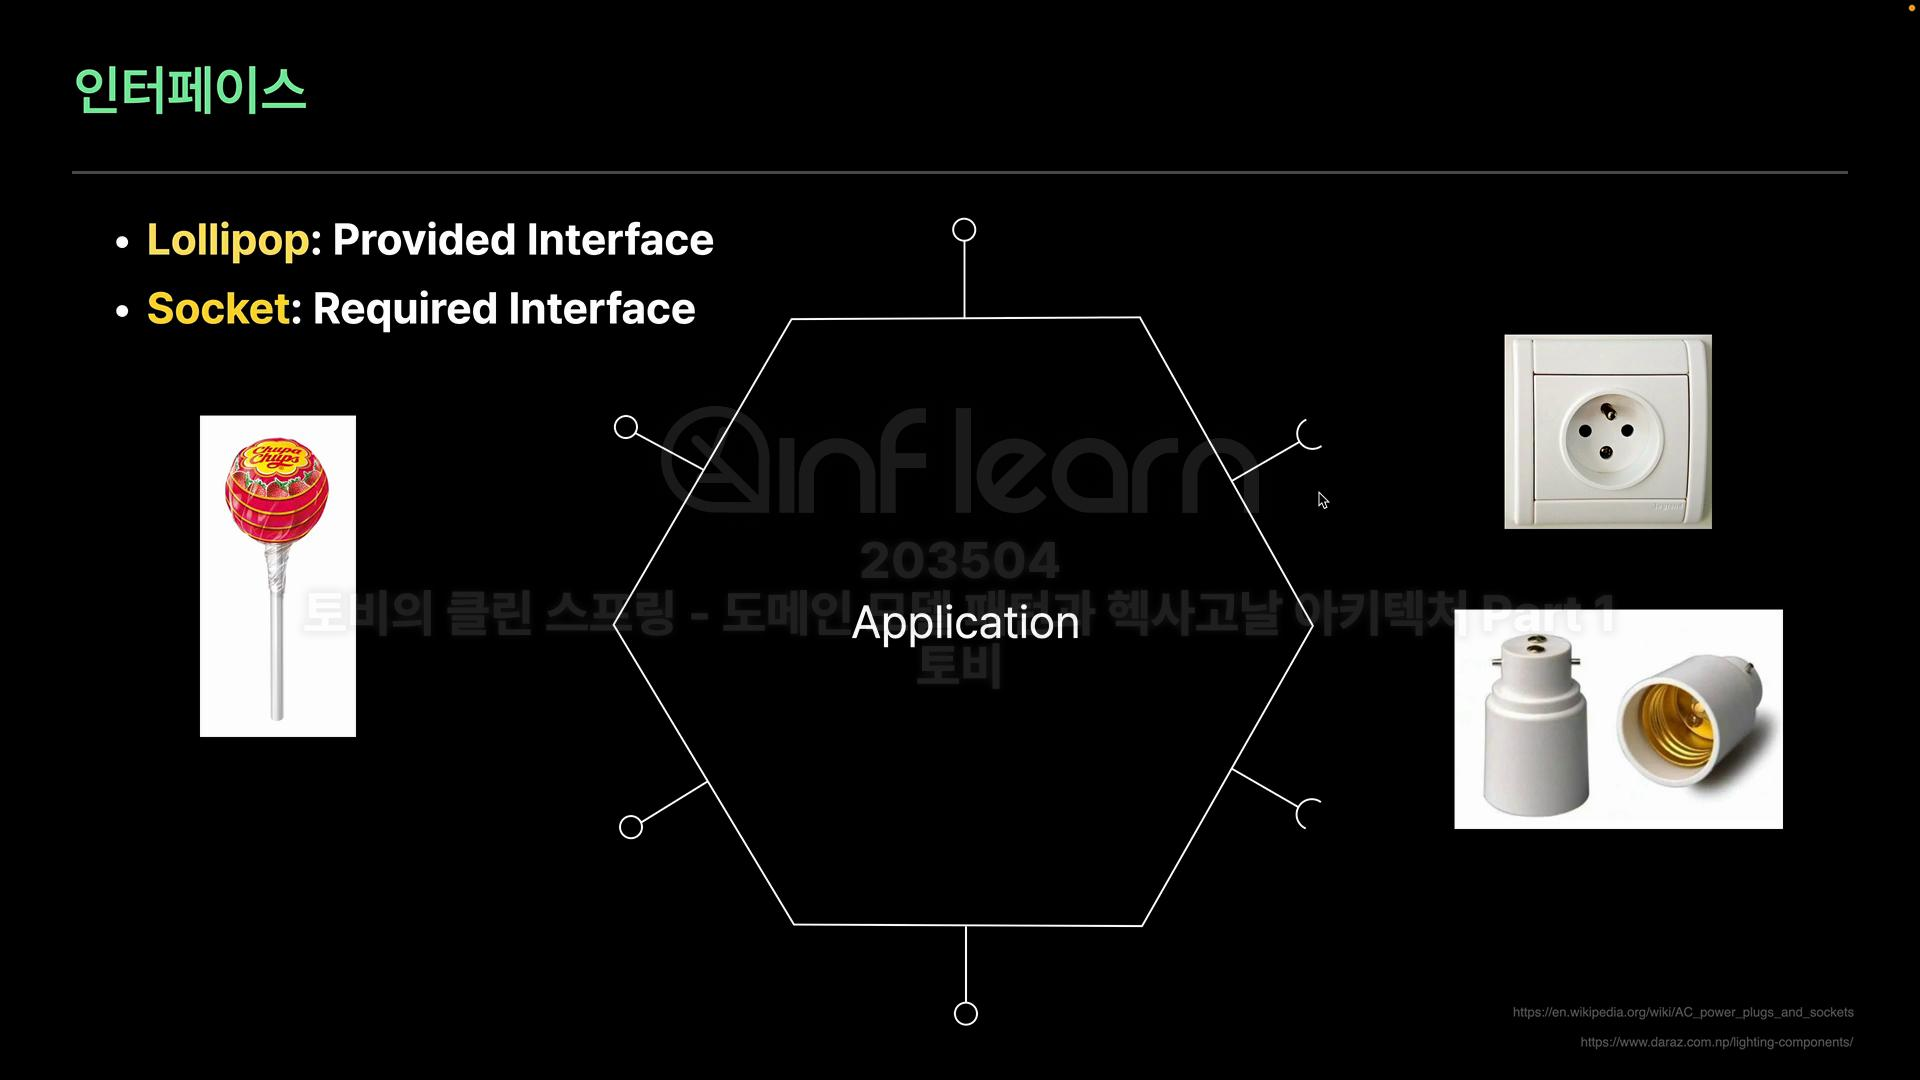 인터페이스
• Lollipop: Provided Interface
• Socket: Required Interface
Chupa
Chups
inflearn
203504
토비의 클린 스프링 - 도메인 모델 패턴과 헥사고날 아키텍처 Part 1
토비
Application
legrand
https://en.wikipedia.org/wiki/AC_power_plugs_and_sockets
https://www.daraz.com.np/lighting-components/